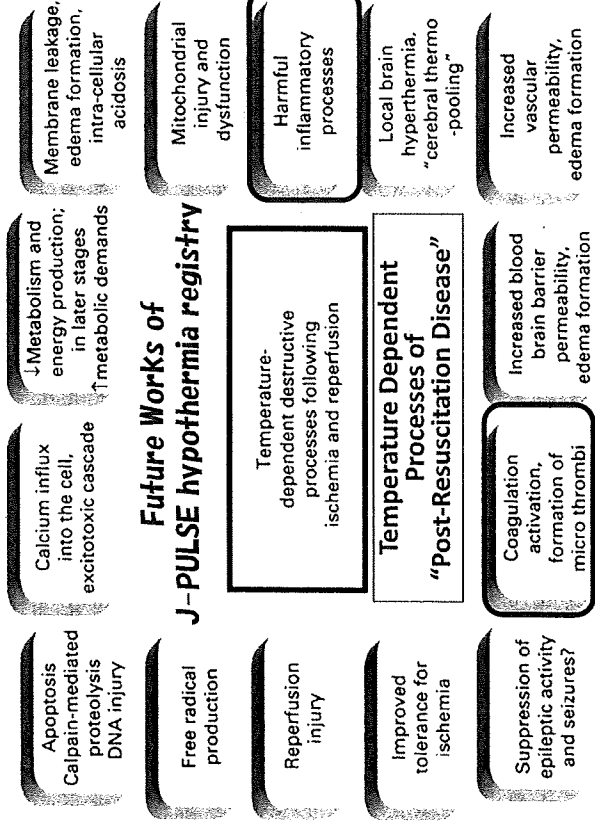 Apoptosis
Calpain-mediated
proteolysis
DNA injury
Calcium influx
into the cell,
excitotoxic cascade
↓Metabolism and
energy production;
in later stages
↑metabolic demands
Membrane leakage,
edema formation,
intra-cellular
acidosis
Free radical
production
Future Works of
J-PULSE hypothermia registry
Mitochondrial
injury and
dysfunction
Reperfusion
injury
Temperature-
dependent destructive
processes following
ischemia and reperfusion
Harmful
inflammatory
processes
Improved
tolerance for
ischemia
Temperature Dependent
Processes of
“Post-Resuscitation Disease”
Local brain
hyperthermia.
“cerebral thermo
-pooling”
Suppression of
epileptic activity
and seizures?
Coagulation
activation,
formation of
micro thrombi
Increased blood
brain barrier
permeability,
edema formation
Increased
vascular
permeability,
edema formation